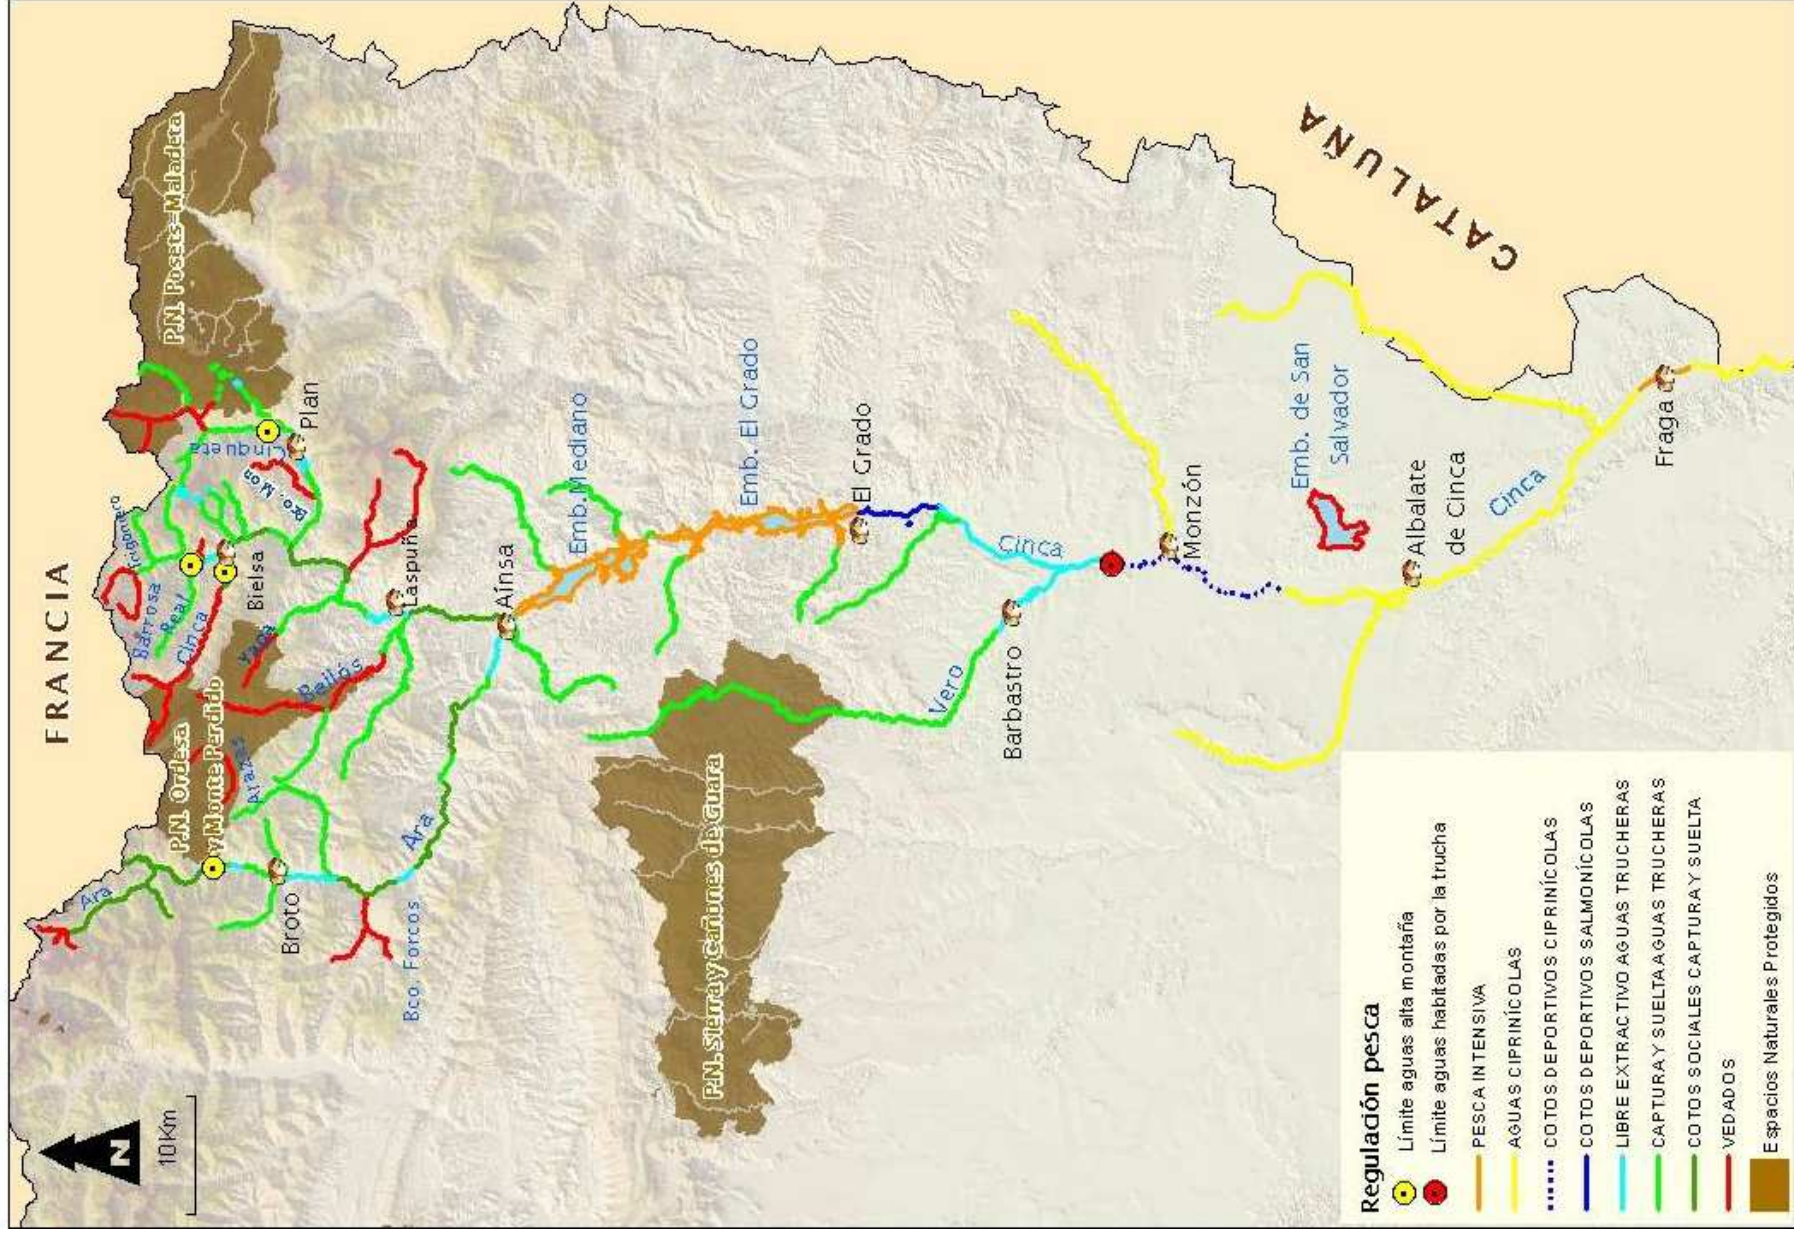 FRANCIA
CATALUÑA
N
10Km
P.N. Ordesa
y Monte Perdido
P.N. Posets-Maladeta
P.N. Sierra y Cañones de Guara
Ara
Broto
Bco. Forcos
Ara
Arazas
Barrosa
Real
Cinca
Yaga
Bellós
Bielsa
Cinqueta
Bco. Mon
Plan
Laspuña
Aínsa
Emb.Mediano
Emb. El Grado
El Grado
Cinca
Vero
Barbastro
Monzón
Emb. de San
Salvador
Albalate
de Cinca
Cinca
Fraga
Regulación pesca
Límite aguas alta montaña
Límite aguas habitadas por la trucha
PESCA INTENSIVA
AGUAS CIPRINÍCOLAS
COTOS DEPORTIVOS CIPRINÍCOLAS
COTOS DEPORTIVOS SALMONÍCOLAS
LIBRE EXTRACTIVO AGUAS TRUCHERAS
CAPTURA Y SUELTA AGUAS TRUCHERAS
COTOS SOCIALES CAPTURA Y SUELTA
VEDADOS
Espacios Naturales Protegidos